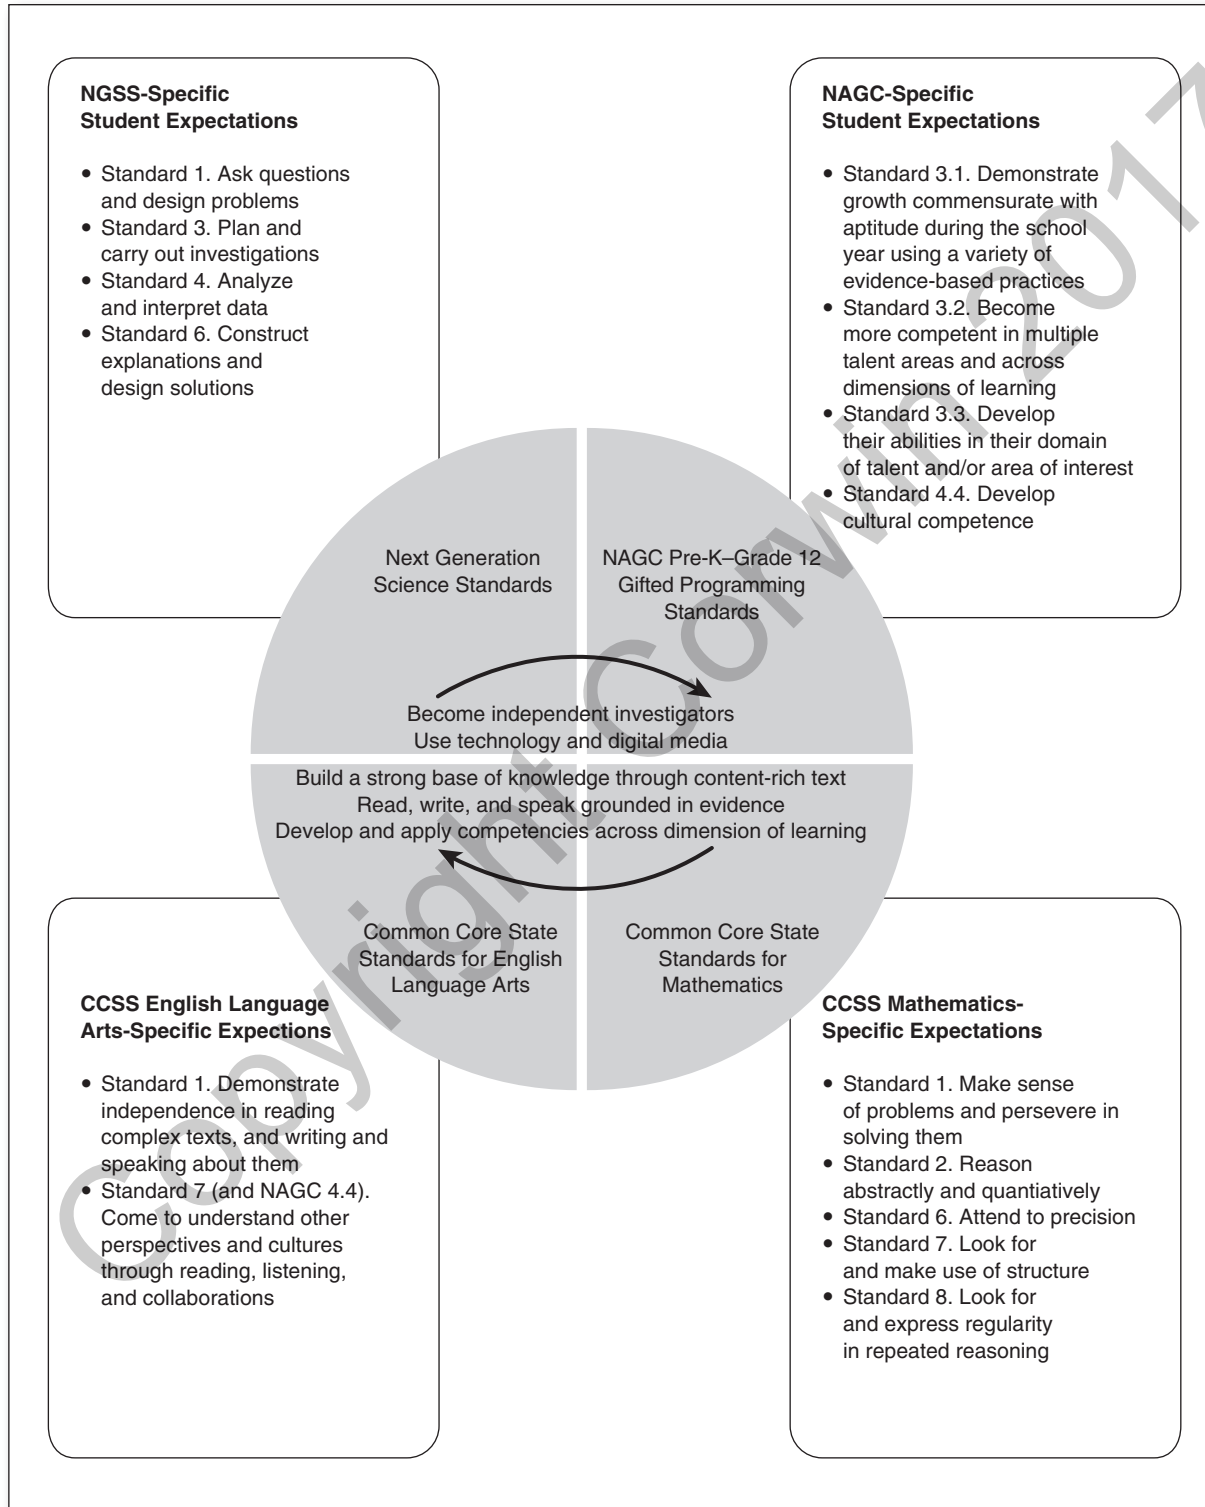 NGSS-Specific
Student Expectations
• Standard 1. Ask questions
and design problems
• Standard 3. Plan and
carry out investigations
• Standard 4. Analyze
and interpret data
• Standard 6. Construct
explanations and
design solutions
NAGC-Specific
Student Expectations
• Standard 3.1. Demonstrate
growth commensurate with
aptitude during the school
year using a variety of
evidence-based practices
• Standard 3.2. Become
more competent in multiple
talent areas and across
dimensions of learning
• Standard 3.3. Develop
their abilities in their domain
of talent and/or area of interest
• Standard 4.4. Develop
cultural competence
Next Generation
Science Standards
NAGC Pre-K–Grade 12
Gifted Programming
Standards
Become independent investigators
Use technology and digital media
Build a strong base of knowledge through content-rich text
Read, write, and speak grounded in evidence
Develop and apply competencies across dimension of learning
Common Core State
Standards for English
Language Arts
Common Core State
Standards for
Mathematics
CCSS English Language
Arts-Specific Expections
• Standard 1. Demonstrate
independence in reading
complex texts, and writing and
speaking about them
• Standard 7 (and NAGC 4.4).
Come to understand other
perspectives and cultures
through reading, listening,
and collaborations
CCSS Mathematics-
Specific Expectations
• Standard 1. Make sense
of problems and persevere in
solving them
• Standard 2. Reason
abstractly and quantiatively
• Standard 6. Attend to precision
• Standard 7. Look for
and make use of structure
• Standard 8. Look for
and express regularity
in repeated reasoning
Copyright Corwin 2017